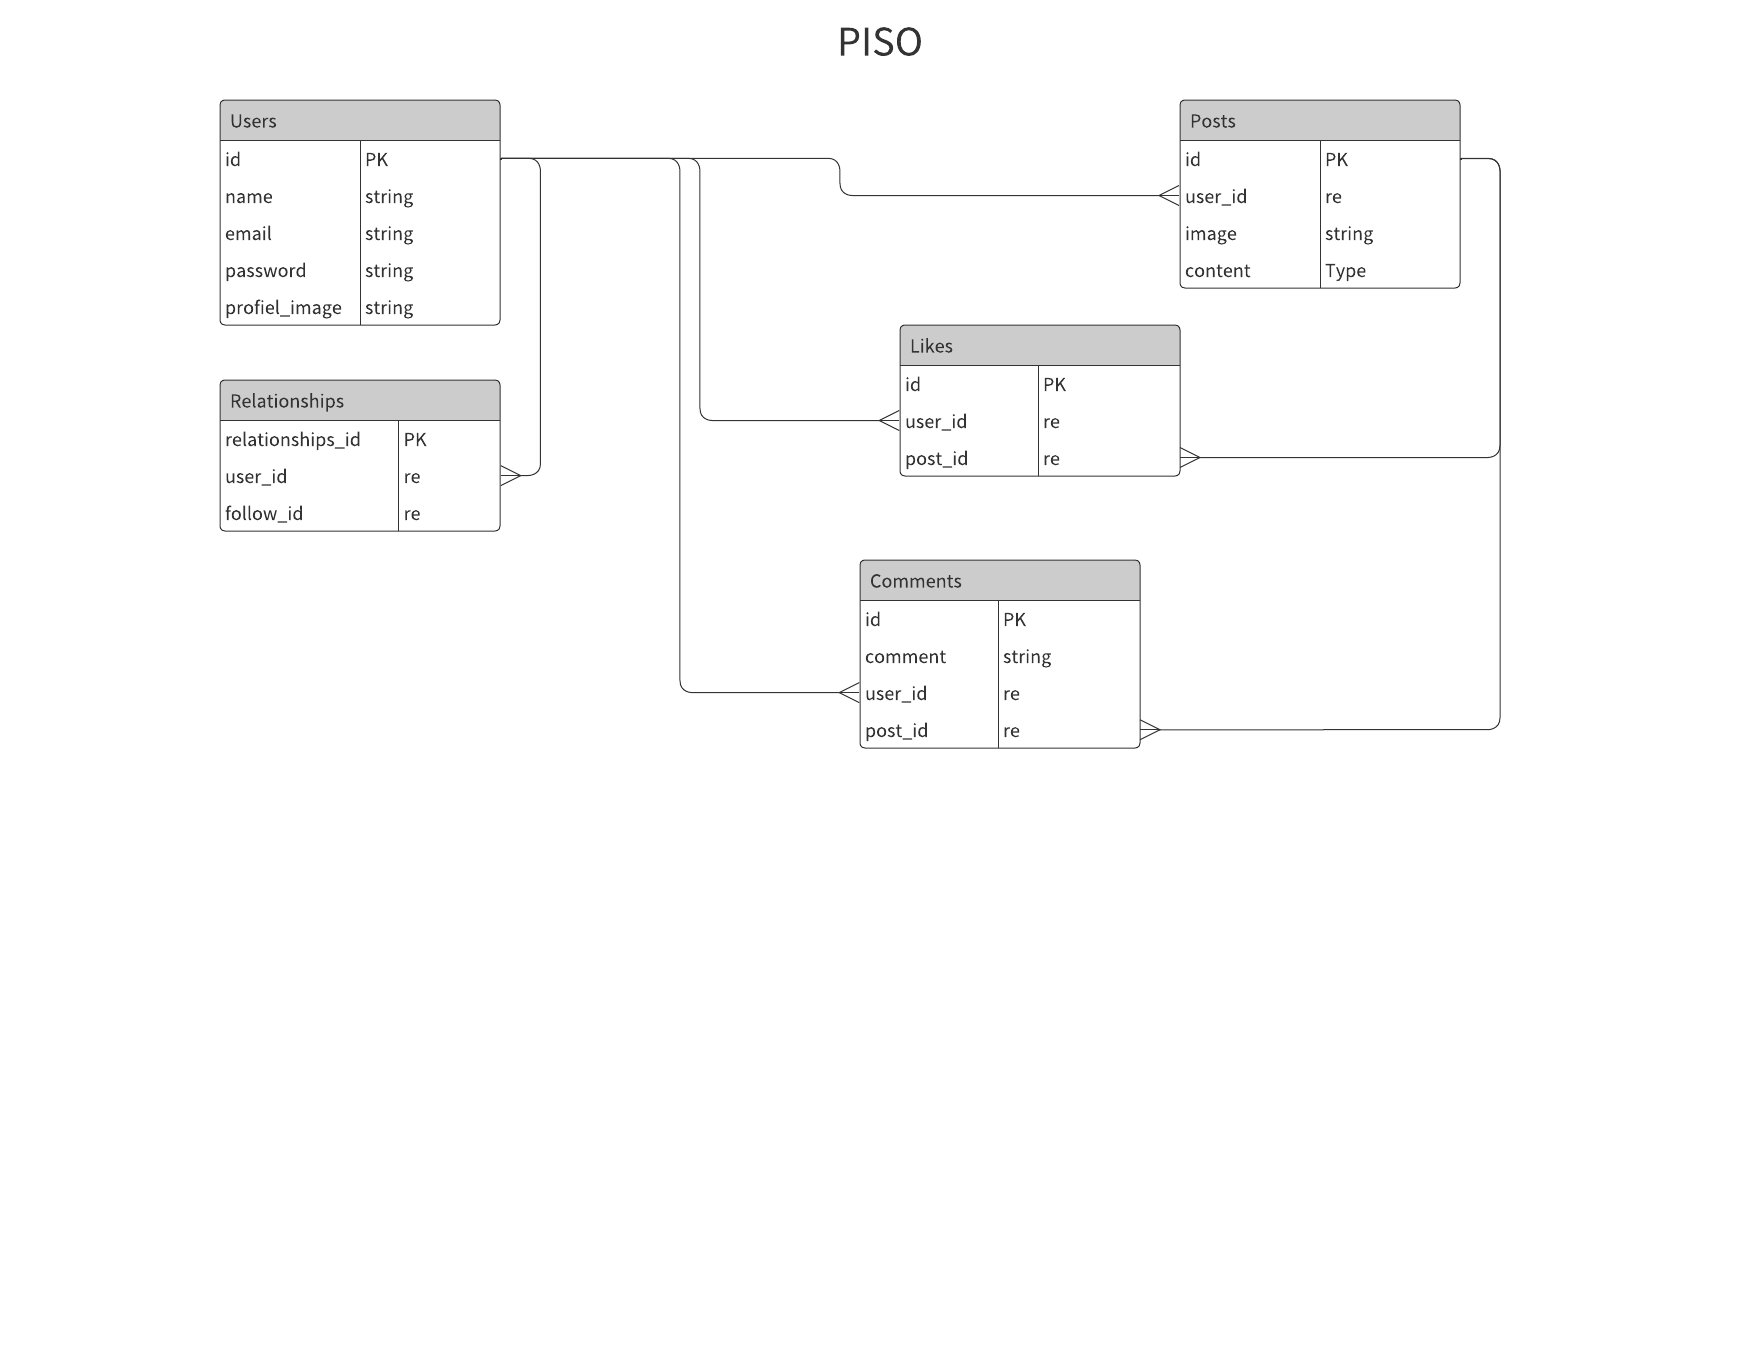 PISO
Users
id PK
name string
email string
password string
profiel_image string
Relationships
relationships_id PK
user_id re
follow_id re
Posts
id PK
user_id re
image string
content Type
Likes
id PK
user_id re
post_id re
Comments
id PK
comment string
user_id re
post_id re